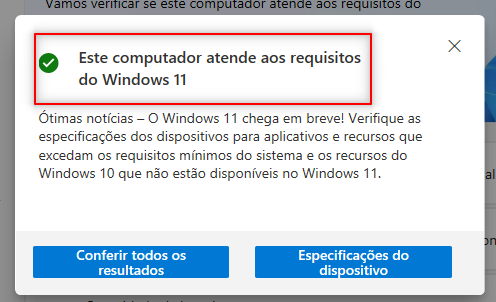 Vamos verificar se este computador atende aos requisitos do
Este computador atende aos requisitos
do Windows 11
Ótimas notícias – O Windows 11 chega em breve! Verifique as
especificações dos dispositivos para aplicativos e recursos que
excedam os requisitos mínimos do sistema e os recursos do
Windows 10 que não estão disponíveis no Windows 11.
Conferir todos os
resultados
Especificações do
dispositivo